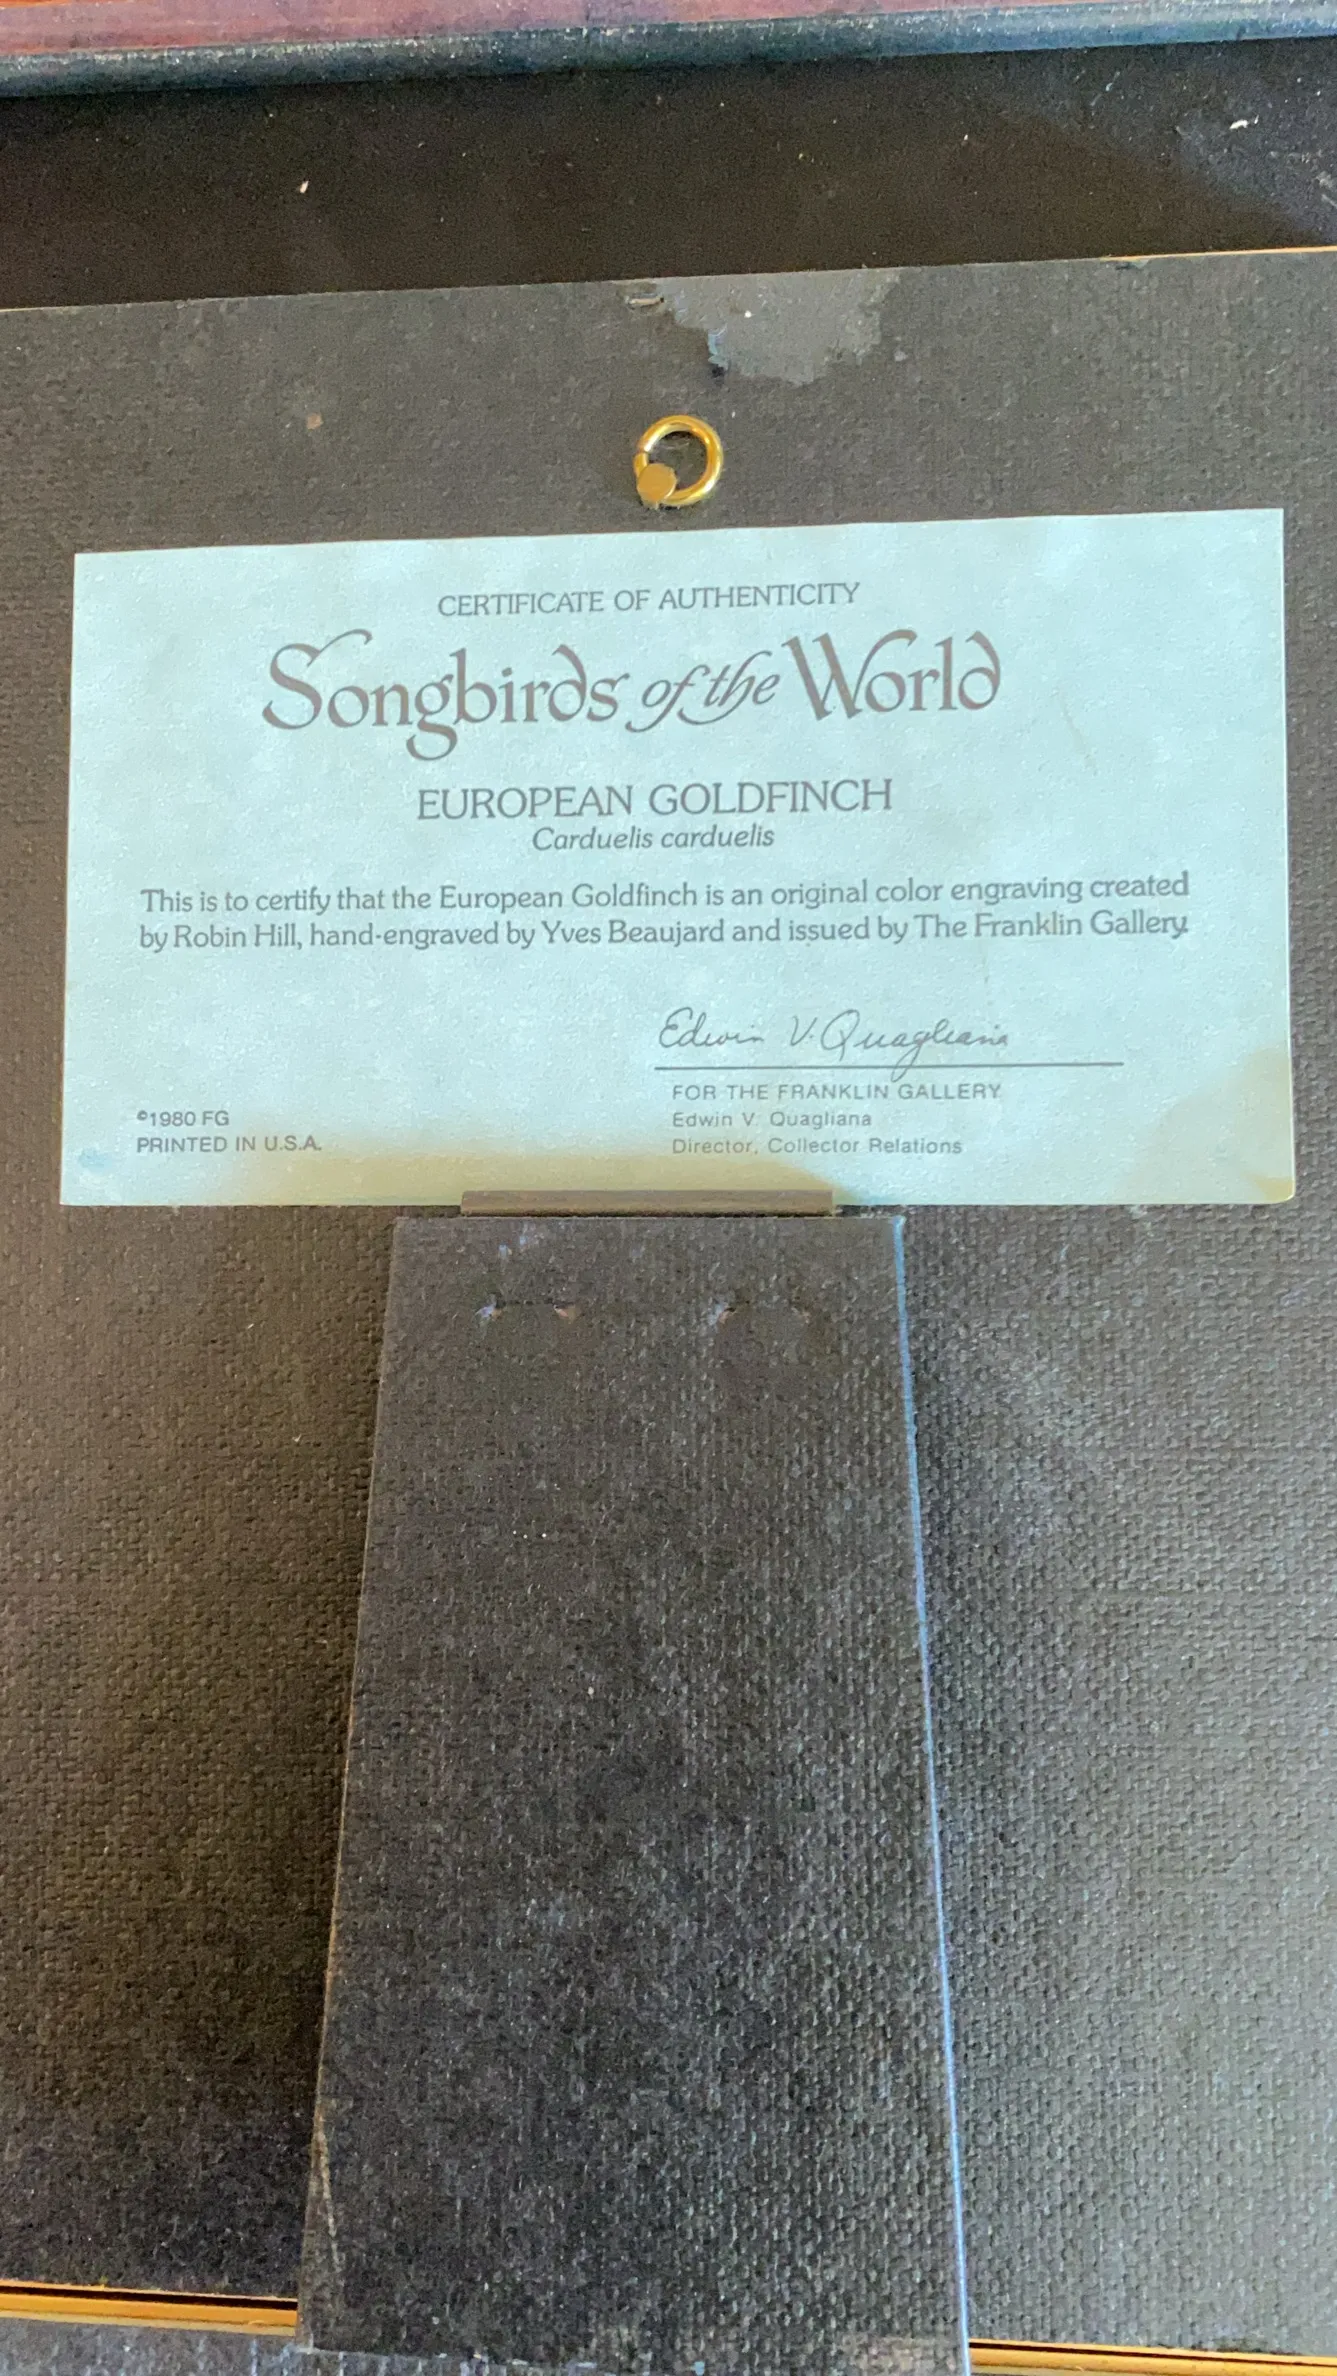 CERTIFICATE OF AUTHENTICITY
Songbirds of the World
EUROPEAN GOLDFINCH
Carduelis carduelis
This is to certify that the European Goldfinch is an original color engraving created
by Robin Hill, hand-engraved by Yves Beaujard and issued by The Franklin Gallery.
Edwin V. Quagliana
FOR THE FRANKLIN GALLERY
Edwin V. Quagliana
Director, Collector Relations
©1980 FG
PRINTED IN U.S.A.